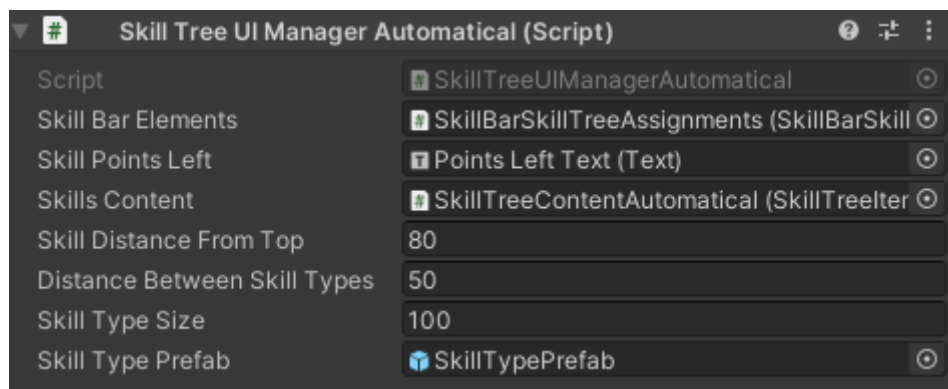 Skill Tree UI Manager Automatical (Script)
Script SkillTreeUIManagerAutomatical
Skill Bar Elements SkillBarSkillTreeAssignments (SkillBarSkill
Skill Points Left Points Left Text (Text)
Skills Content SkillTreeContentAutomatical (SkillTreeIter
Skill Distance From Top 80
Distance Between Skill Types 50
Skill Type Size 100
Skill Type Prefab SkillTypePrefab